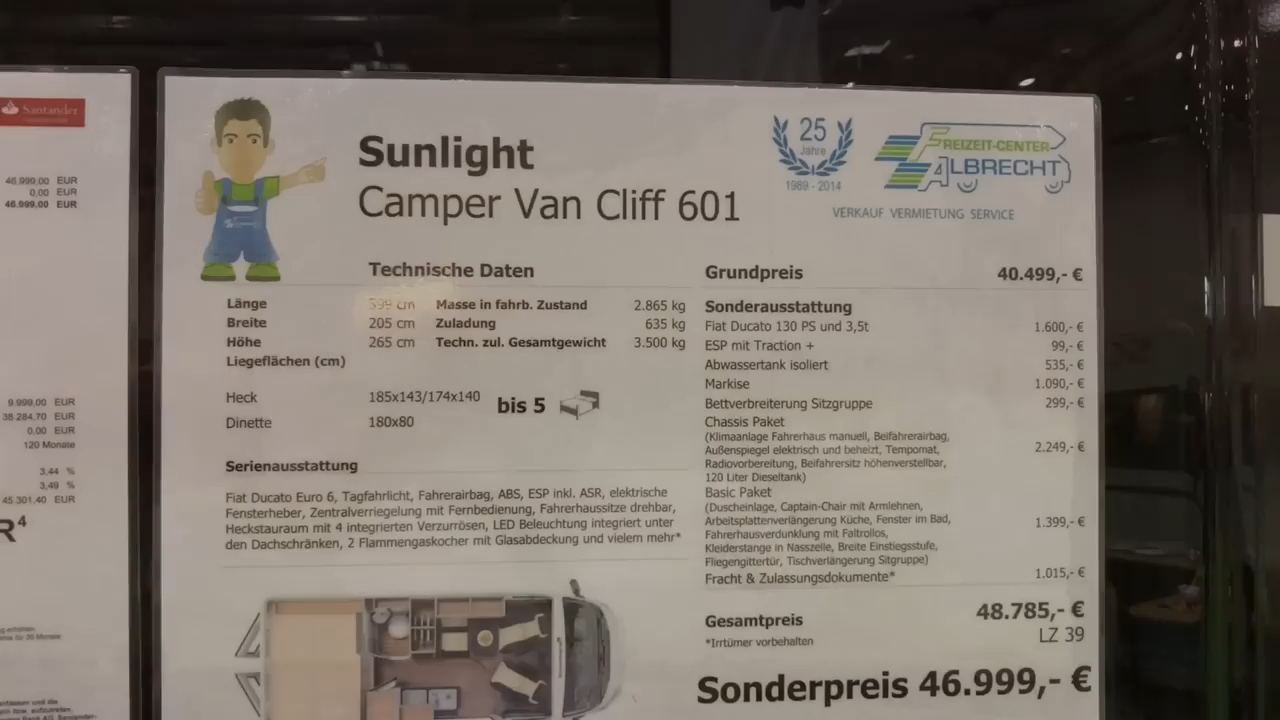 Santander
46.999,00 EUR
0,00 EUR
46.999,00 EUR
9.999,00 EUR
38.284,70 EUR
0,00 EUR
120 Monate
3,44 %
3,49 %
45.301,40 EUR
R⁴
Sunlight
Camper Van Cliff 601
25
Jahre
1989 - 2014
FREIZEIT-CENTER
ALBRECHT
VERKAUF VERMIETUNG SERVICE
Technische Daten
Länge 599 cm Masse in fahrb. Zustand 2.865 kg
Breite 205 cm Zuladung 635 kg
Höhe 265 cm Techn. zul. Gesamtgewicht 3.500 kg
Liegeflächen (cm)
Heck 185x143/174x140
bis 5
Dinette 180x80
Serienausstattung
Fiat Ducato Euro 6, Tagfahrlicht, Fahrerairbag, ABS, ESP inkl. ASR, elektrische
Fensterheber, Zentralverriegelung mit Fernbedienung, Fahrerhaussitze drehbar,
Heckstauraum mit 4 integrierten Verzurrösen, LED Beleuchtung integriert unter
den Dachschränken, 2 Flammengaskocher mit Glasabdeckung und vielem mehr*
Grundpreis 40.499,- €
Sonderausstattung
Fiat Ducato 130 PS und 3,5t 1.600,- €
ESP mit Traction + 99,- €
Abwassertank isoliert 535,- €
Markise 1.090,- €
Bettverbreiterung Sitzgruppe 299,- €
Chassis Paket
(Klimaanlage Fahrerhaus manuell, Beifahrerairbag,
Außenspiegel elektrisch und beheizt, Tempomat, 2.249,- €
Radiovorbereitung, Beifahrersitz höhenverstellbar,
120 Liter Dieseltank)
Basic Paket
(Duscheinlage, Captain-Chair mit Armlehnen,
Arbeitsplattenverlängerung Küche, Fenster im Bad, 1.399,- €
Fahrerhausverdunklung mit Faltrollos,
Kleiderstange in Nasszelle, Breite Einstiegsstufe,
Fliegengittertür, Tischverlängerung Sitgruppe)
Fracht & Zulassungsdokumente* 1.015,- €
Gesamtpreis 48.785,- €
*Irrtümer vorbehalten LZ 39
Sonderpreis 46.999,- €